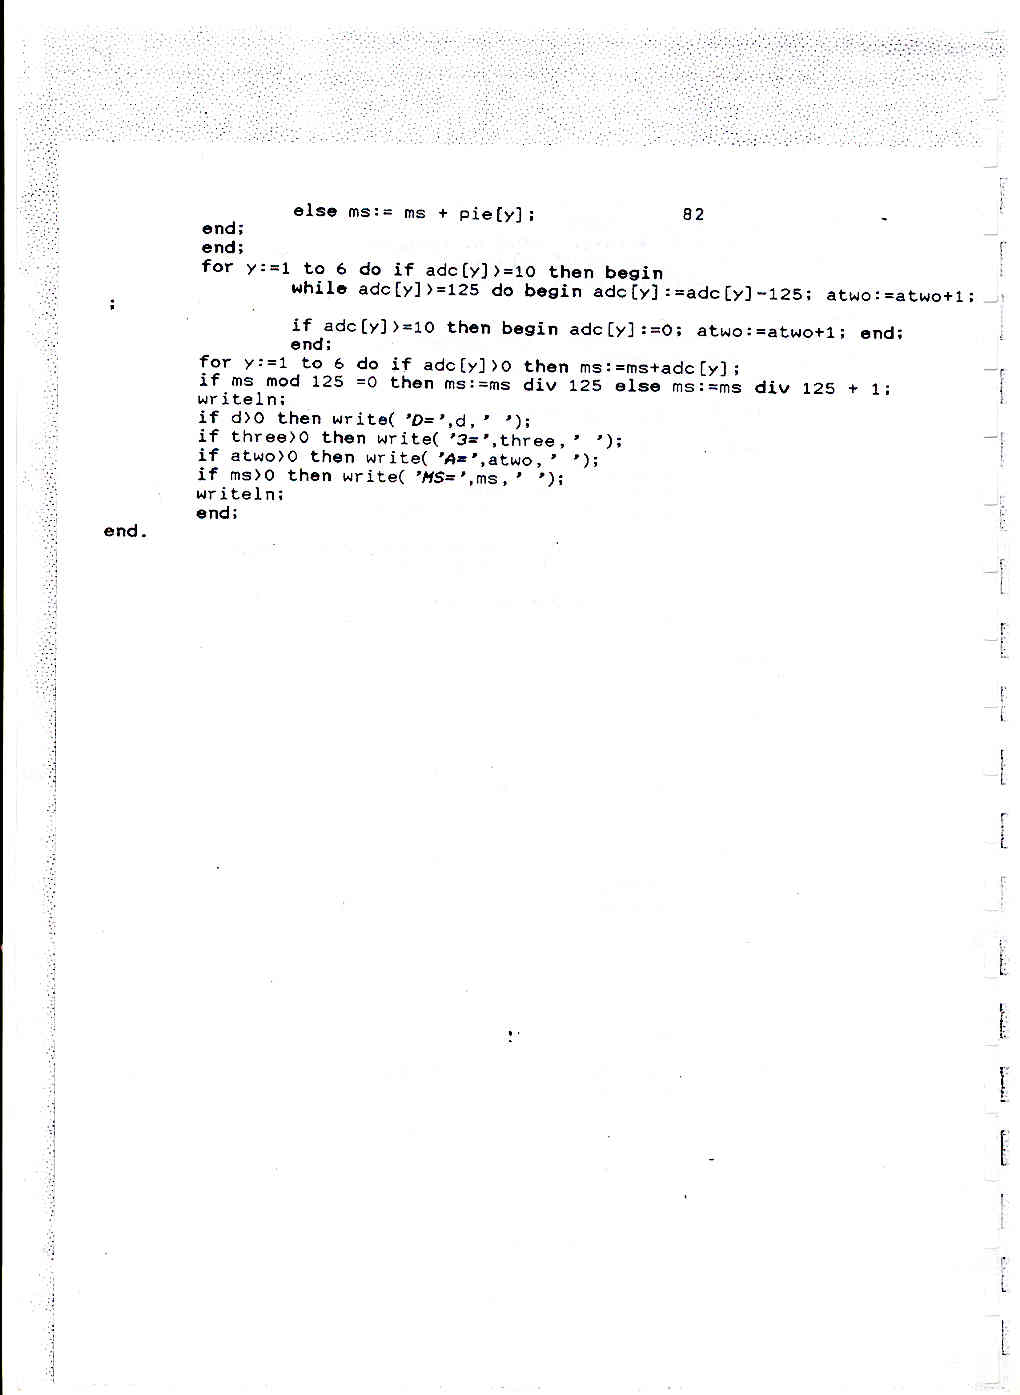 else ms:= ms + pie[y]; 82
end;
end;
for y:=1 to 6 do if adc[y]>=10 then begin
while adc[y]>=125 do begin adc[y]:=adc[y]-125; atwo:=atwo+1;
;
if adc[y]>=10 then begin adc[y]:=0; atwo:=atwo+1; end;
end;
for y:=1 to 6 do if adc[y]>0 then ms:=ms+adc[y];
if ms mod 125 =0 then ms:=ms div 125 else ms:=ms div 125 + 1;
writeln;
if d>0 then write( 'D=',d,' ');
if three>0 then write( '3=',three,' ');
if atwo>0 then write( 'A=',atwo,' ');
if ms>0 then write( 'MS=',ms,' ');
writeln;
end;
end.